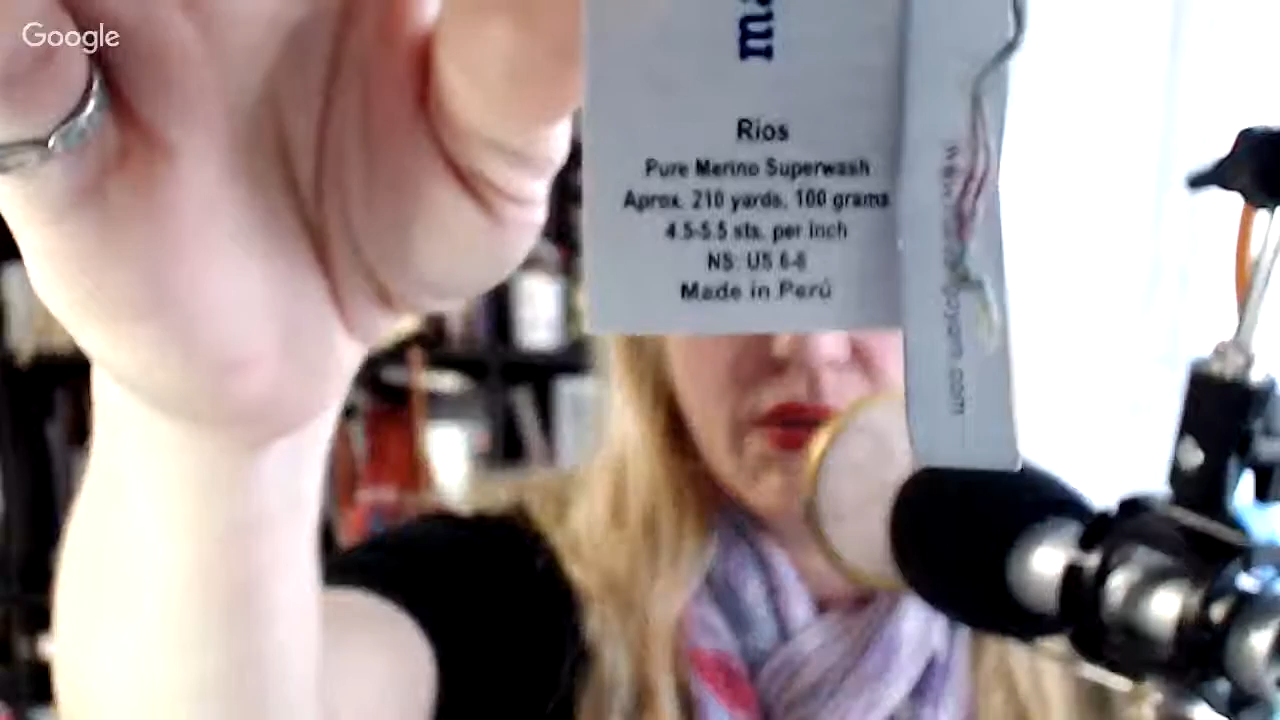 Google
ma
Rios
Pure Merino Superwash
Aprox. 210 yards, 100 grams
4.5-5.5 sts. per inch
NS: US 6-8
Made in Perú